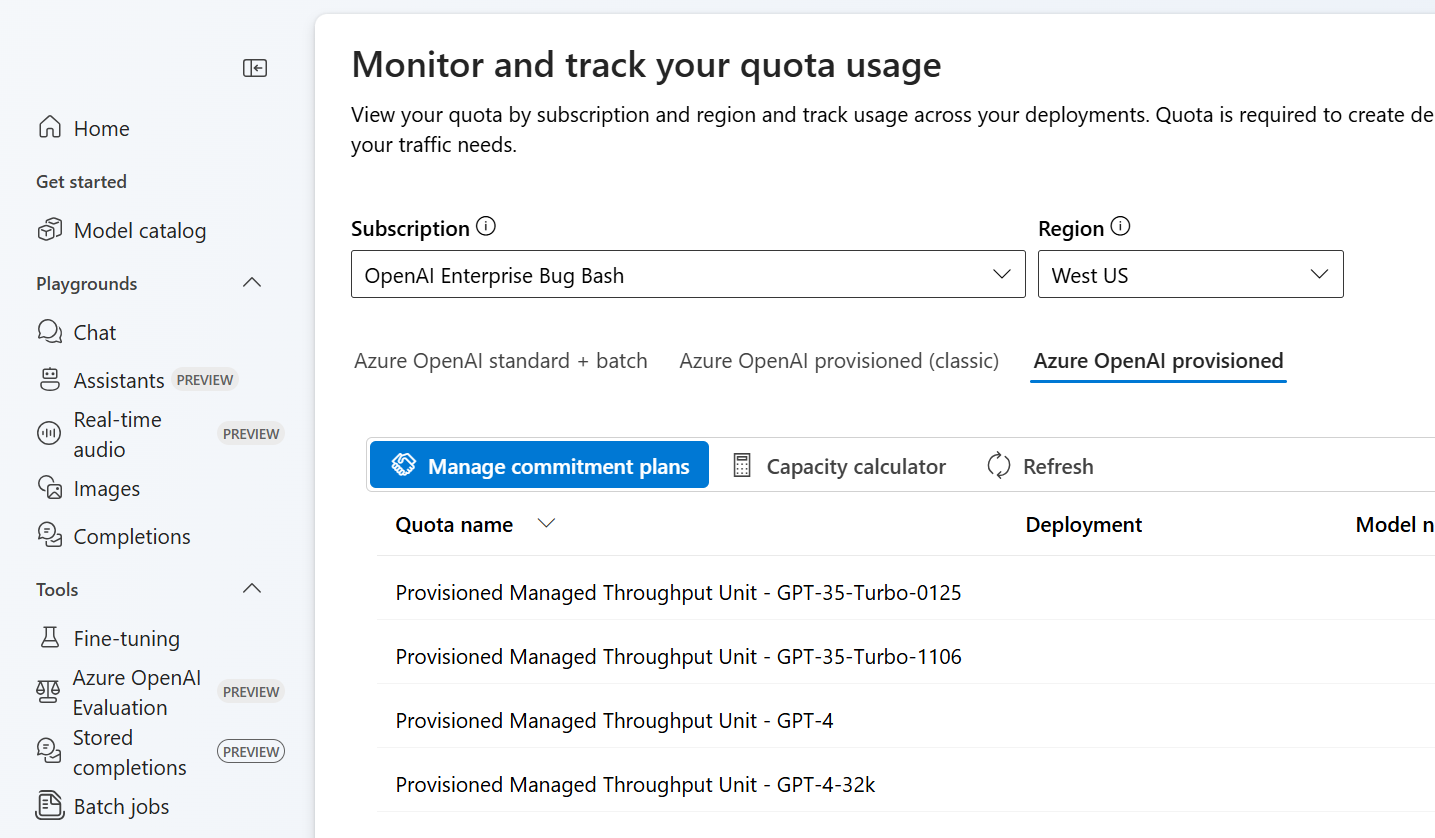 Home
Get started
Model catalog
Playgrounds
Chat
Assistants PREVIEW
Real-time
audio
PREVIEW
Images
Completions
Tools
Fine-tuning
Azure OpenAI
Evaluation
PREVIEW
Stored
completions
PREVIEW
Batch jobs
Monitor and track your quota usage
View your quota by subscription and region and track usage across your deployments. Quota is required to create de
your traffic needs.
Subscription
Region
OpenAI Enterprise Bug Bash
West US
Azure OpenAI standard + batch
Azure OpenAI provisioned (classic)
Azure OpenAI provisioned
Manage commitment plans
Capacity calculator
Refresh
Quota name
Deployment
Model n
Provisioned Managed Throughput Unit - GPT-35-Turbo-0125
Provisioned Managed Throughput Unit - GPT-35-Turbo-1106
Provisioned Managed Throughput Unit - GPT-4
Provisioned Managed Throughput Unit - GPT-4-32k